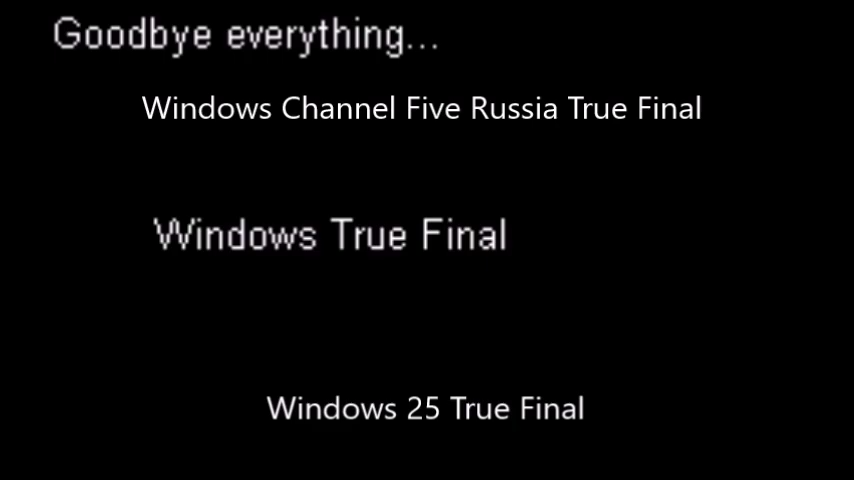 Goodbye everything...
Windows Channel Five Russia True Final
Windows True Final
Windows 25 True Final